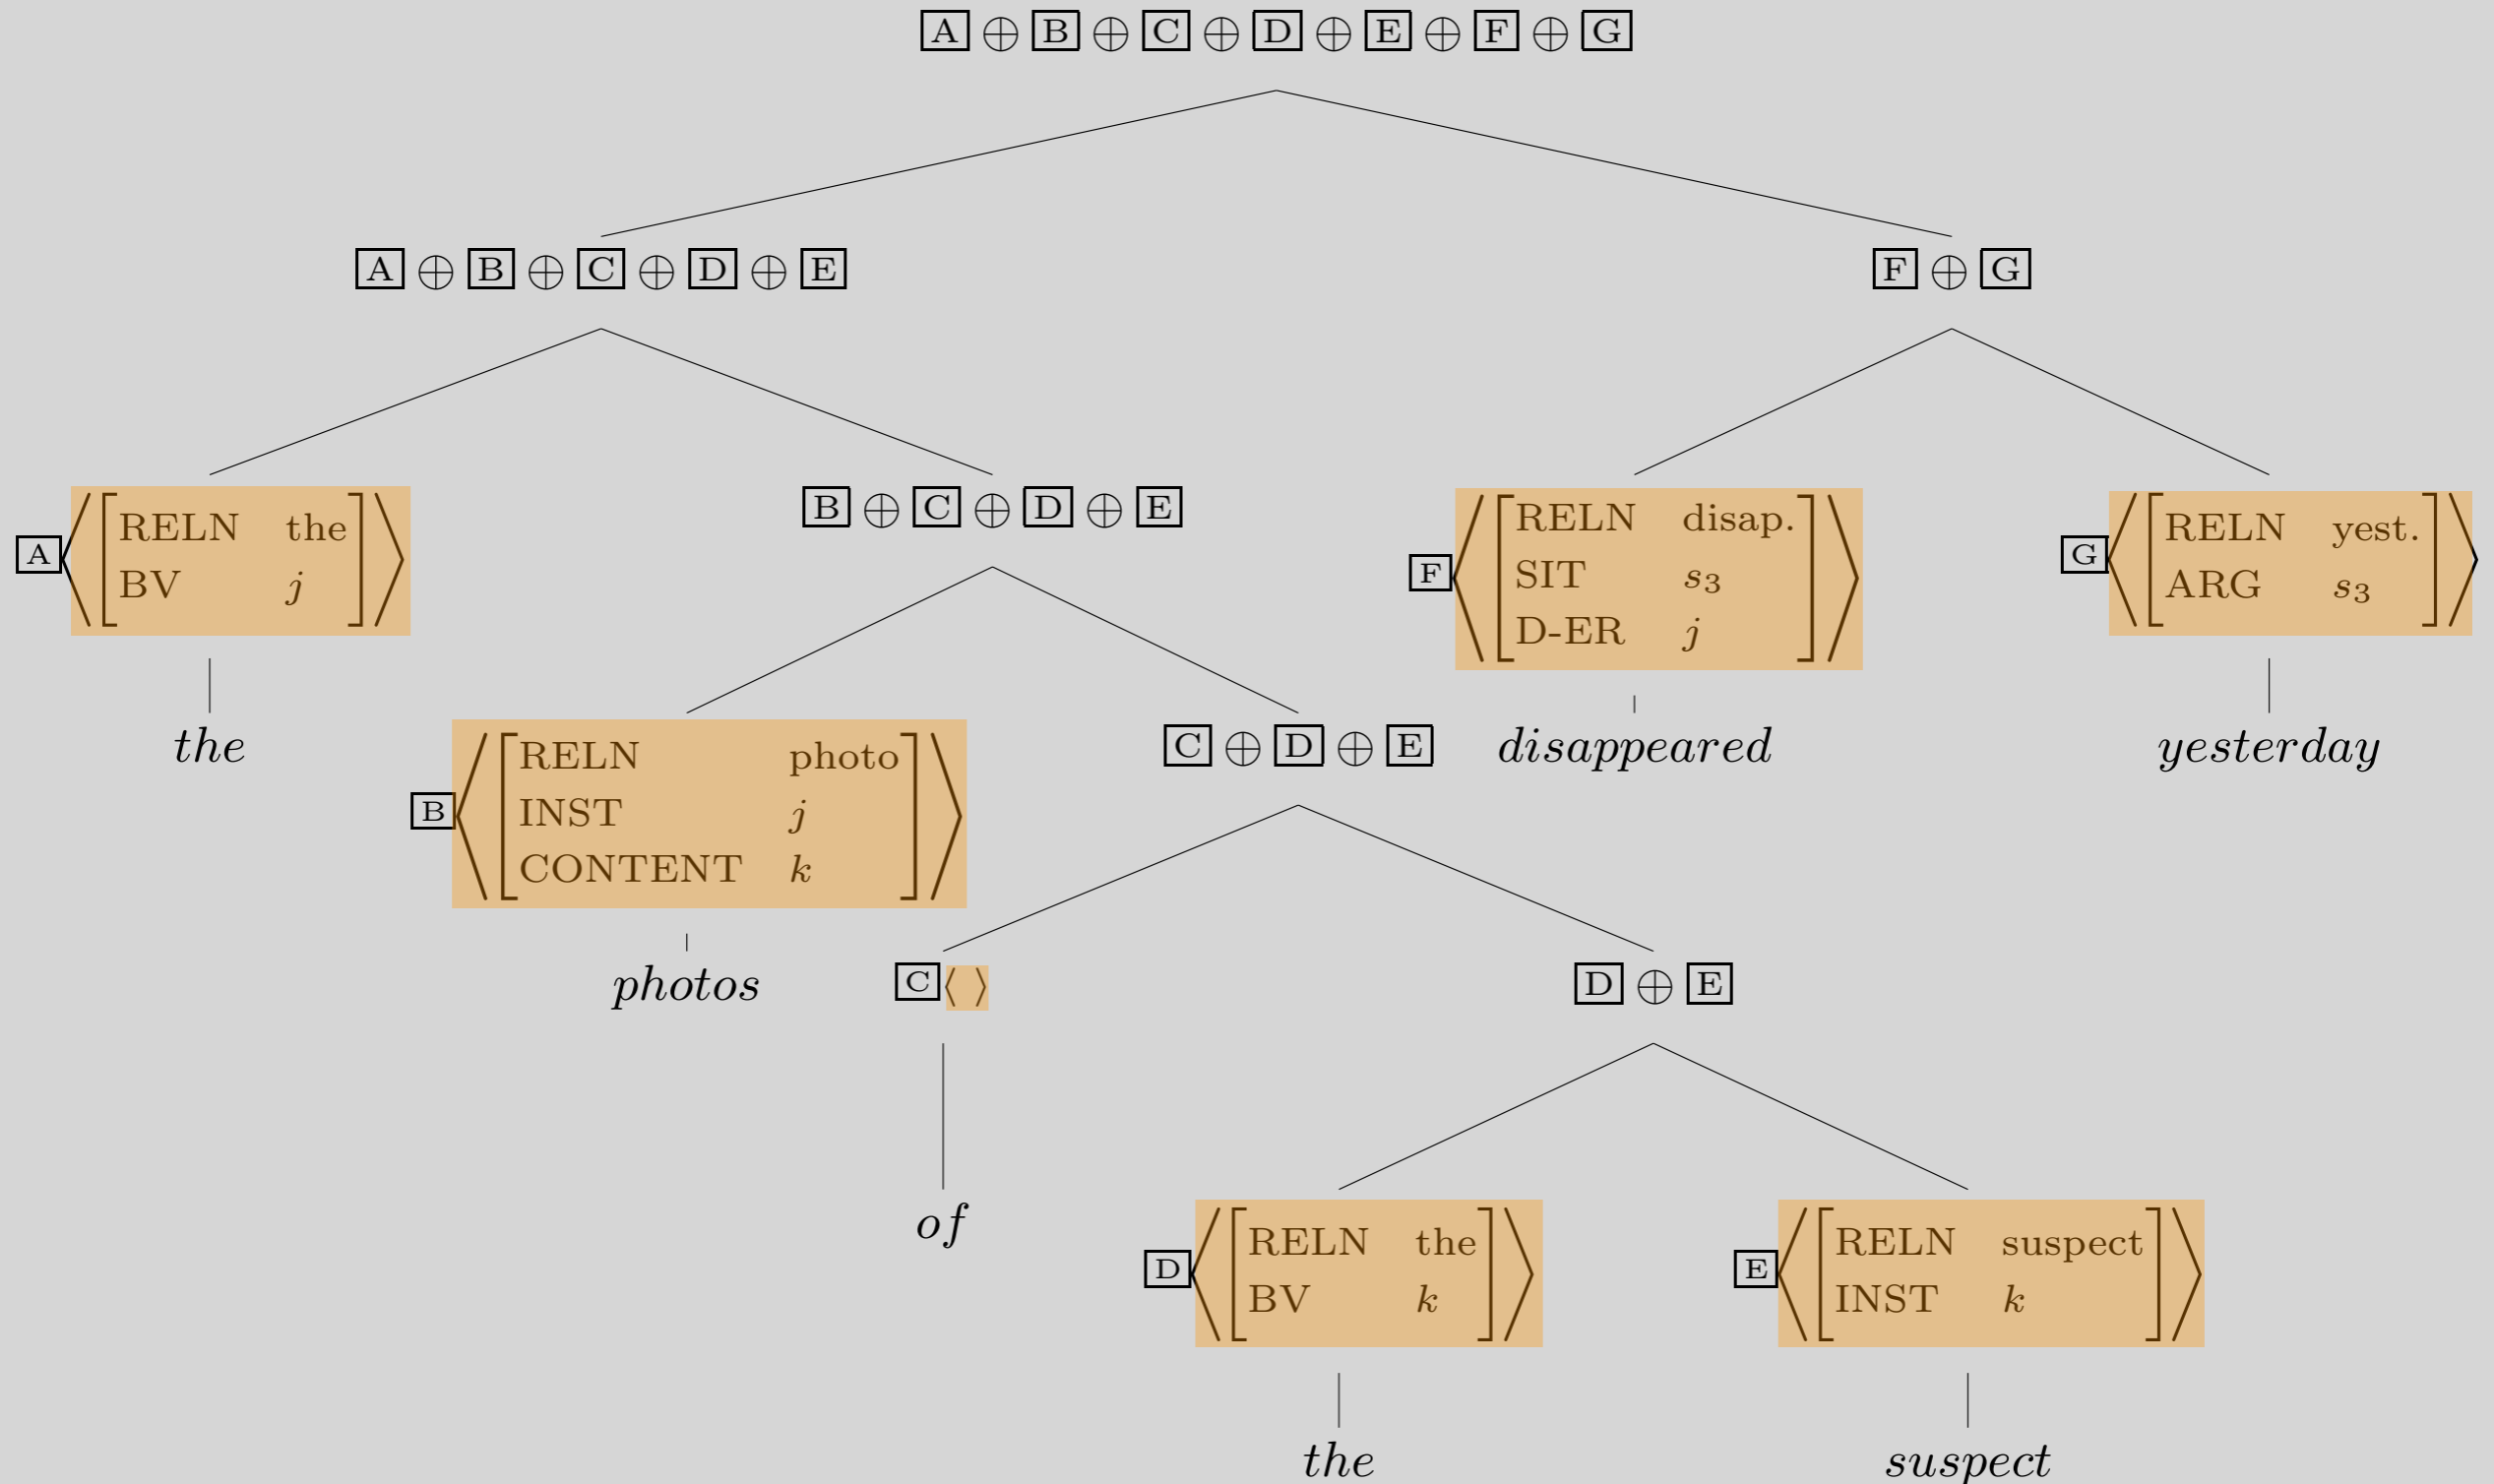 A ⊕ B ⊕ C ⊕ D ⊕ E ⊕ F ⊕ G
A ⊕ B ⊕ C ⊕ D ⊕ E
F ⊕ G
A ⟨[RELN the
BV j]⟩
the
B ⊕ C ⊕ D ⊕ E
F ⟨[RELN disap.
SIT s₃
D-ER j]⟩
disappeared
G ⟨[RELN yest.
ARG s₃]⟩
yesterday
B ⟨[RELN photo
INST j
CONTENT k]⟩
photos
C ⊕ D ⊕ E
C ⟨ ⟩
of
D ⊕ E
D ⟨[RELN the
BV k]⟩
the
E ⟨[RELN suspect
INST k]⟩
suspect